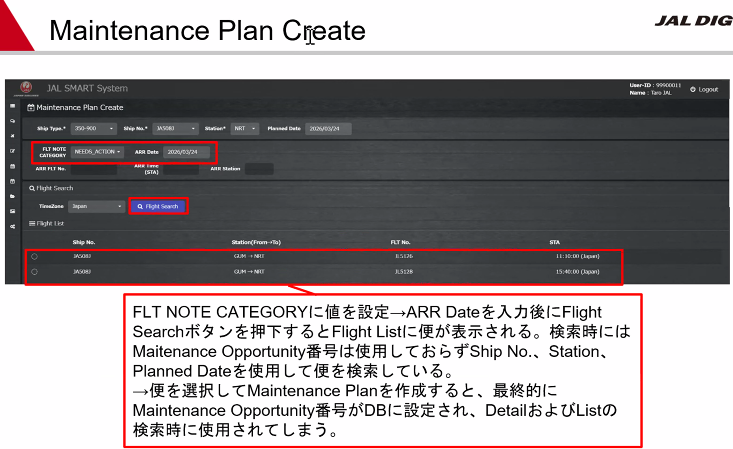 Maintenance Plan Create
JAL DIG
JAL SMART System
User-ID : 99900011
Name : Taro JAL
Logout
Maintenance Plan Create
Ship Type.* 350-900 Ship No.* JA508J Station* NRT Planned Date 2026/03/24
FLT NOTE CATEGORY NEEDS_ACTION ARR Date 2026/03/24
ARR FLT No. ARR Time (STA) ARR Station
Flight Search
TimeZone Japan Flight Search
Flight List
Ship No. Station(From→To) FLT No. STA
JA508J GUM → NRT JL5126 11:10:00 (Japan)
JA508J GUM → NRT JL5128 15:40:00 (Japan)
FLT NOTE CATEGORYに値を設定→ARR Dateを入力後にFlight
Searchボタンを押下するとFlight Listに便が表示される。検索時には
Maitenance Opportunity番号は使用しておらずShip No.、Station、
Planned Dateを使用して便を検索している。
→便を選択してMaintenance Planを作成すると、最終的に
Maintenance Opportunity番号がDBに設定され、DetailおよびListの
検索時に使用されてしまう。